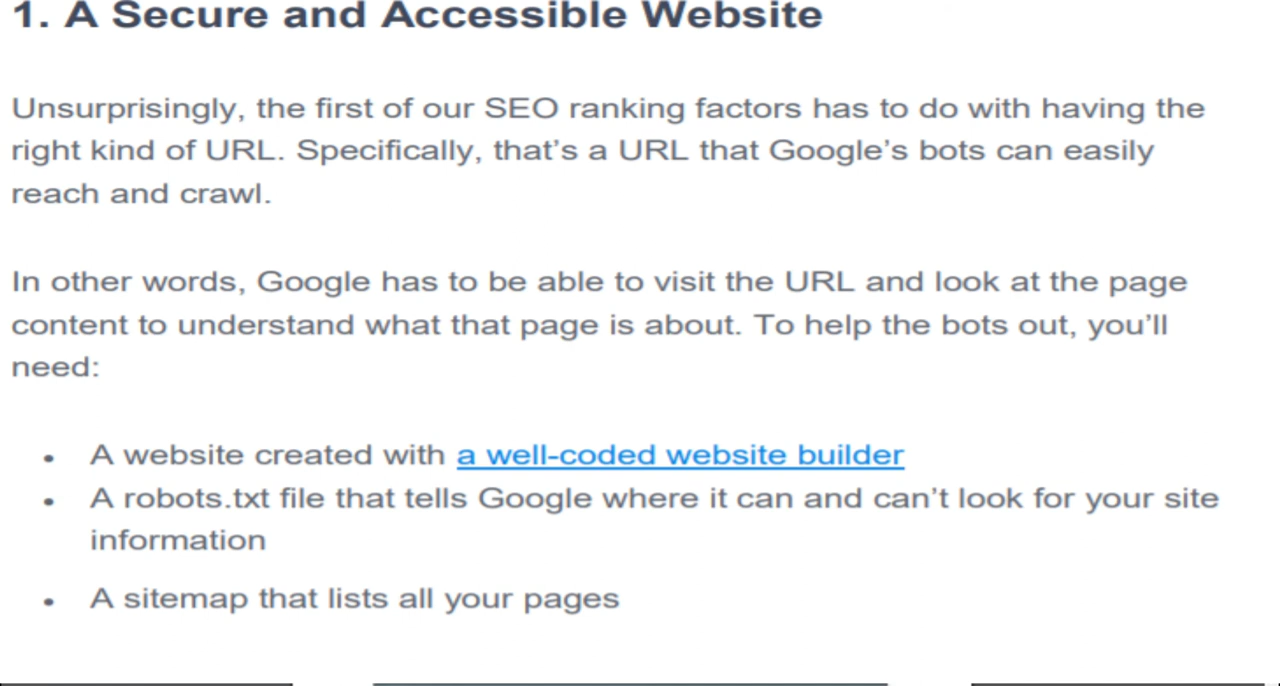 1. A Secure and Accessible Website
Unsurprisingly, the first of our SEO ranking factors has to do with having the
right kind of URL. Specifically, that’s a URL that Google’s bots can easily
reach and crawl.
In other words, Google has to be able to visit the URL and look at the page
content to understand what that page is about. To help the bots out, you’ll
need:
• A website created with a well-coded website builder
• A robots.txt file that tells Google where it can and can’t look for your site
information
• A sitemap that lists all your pages